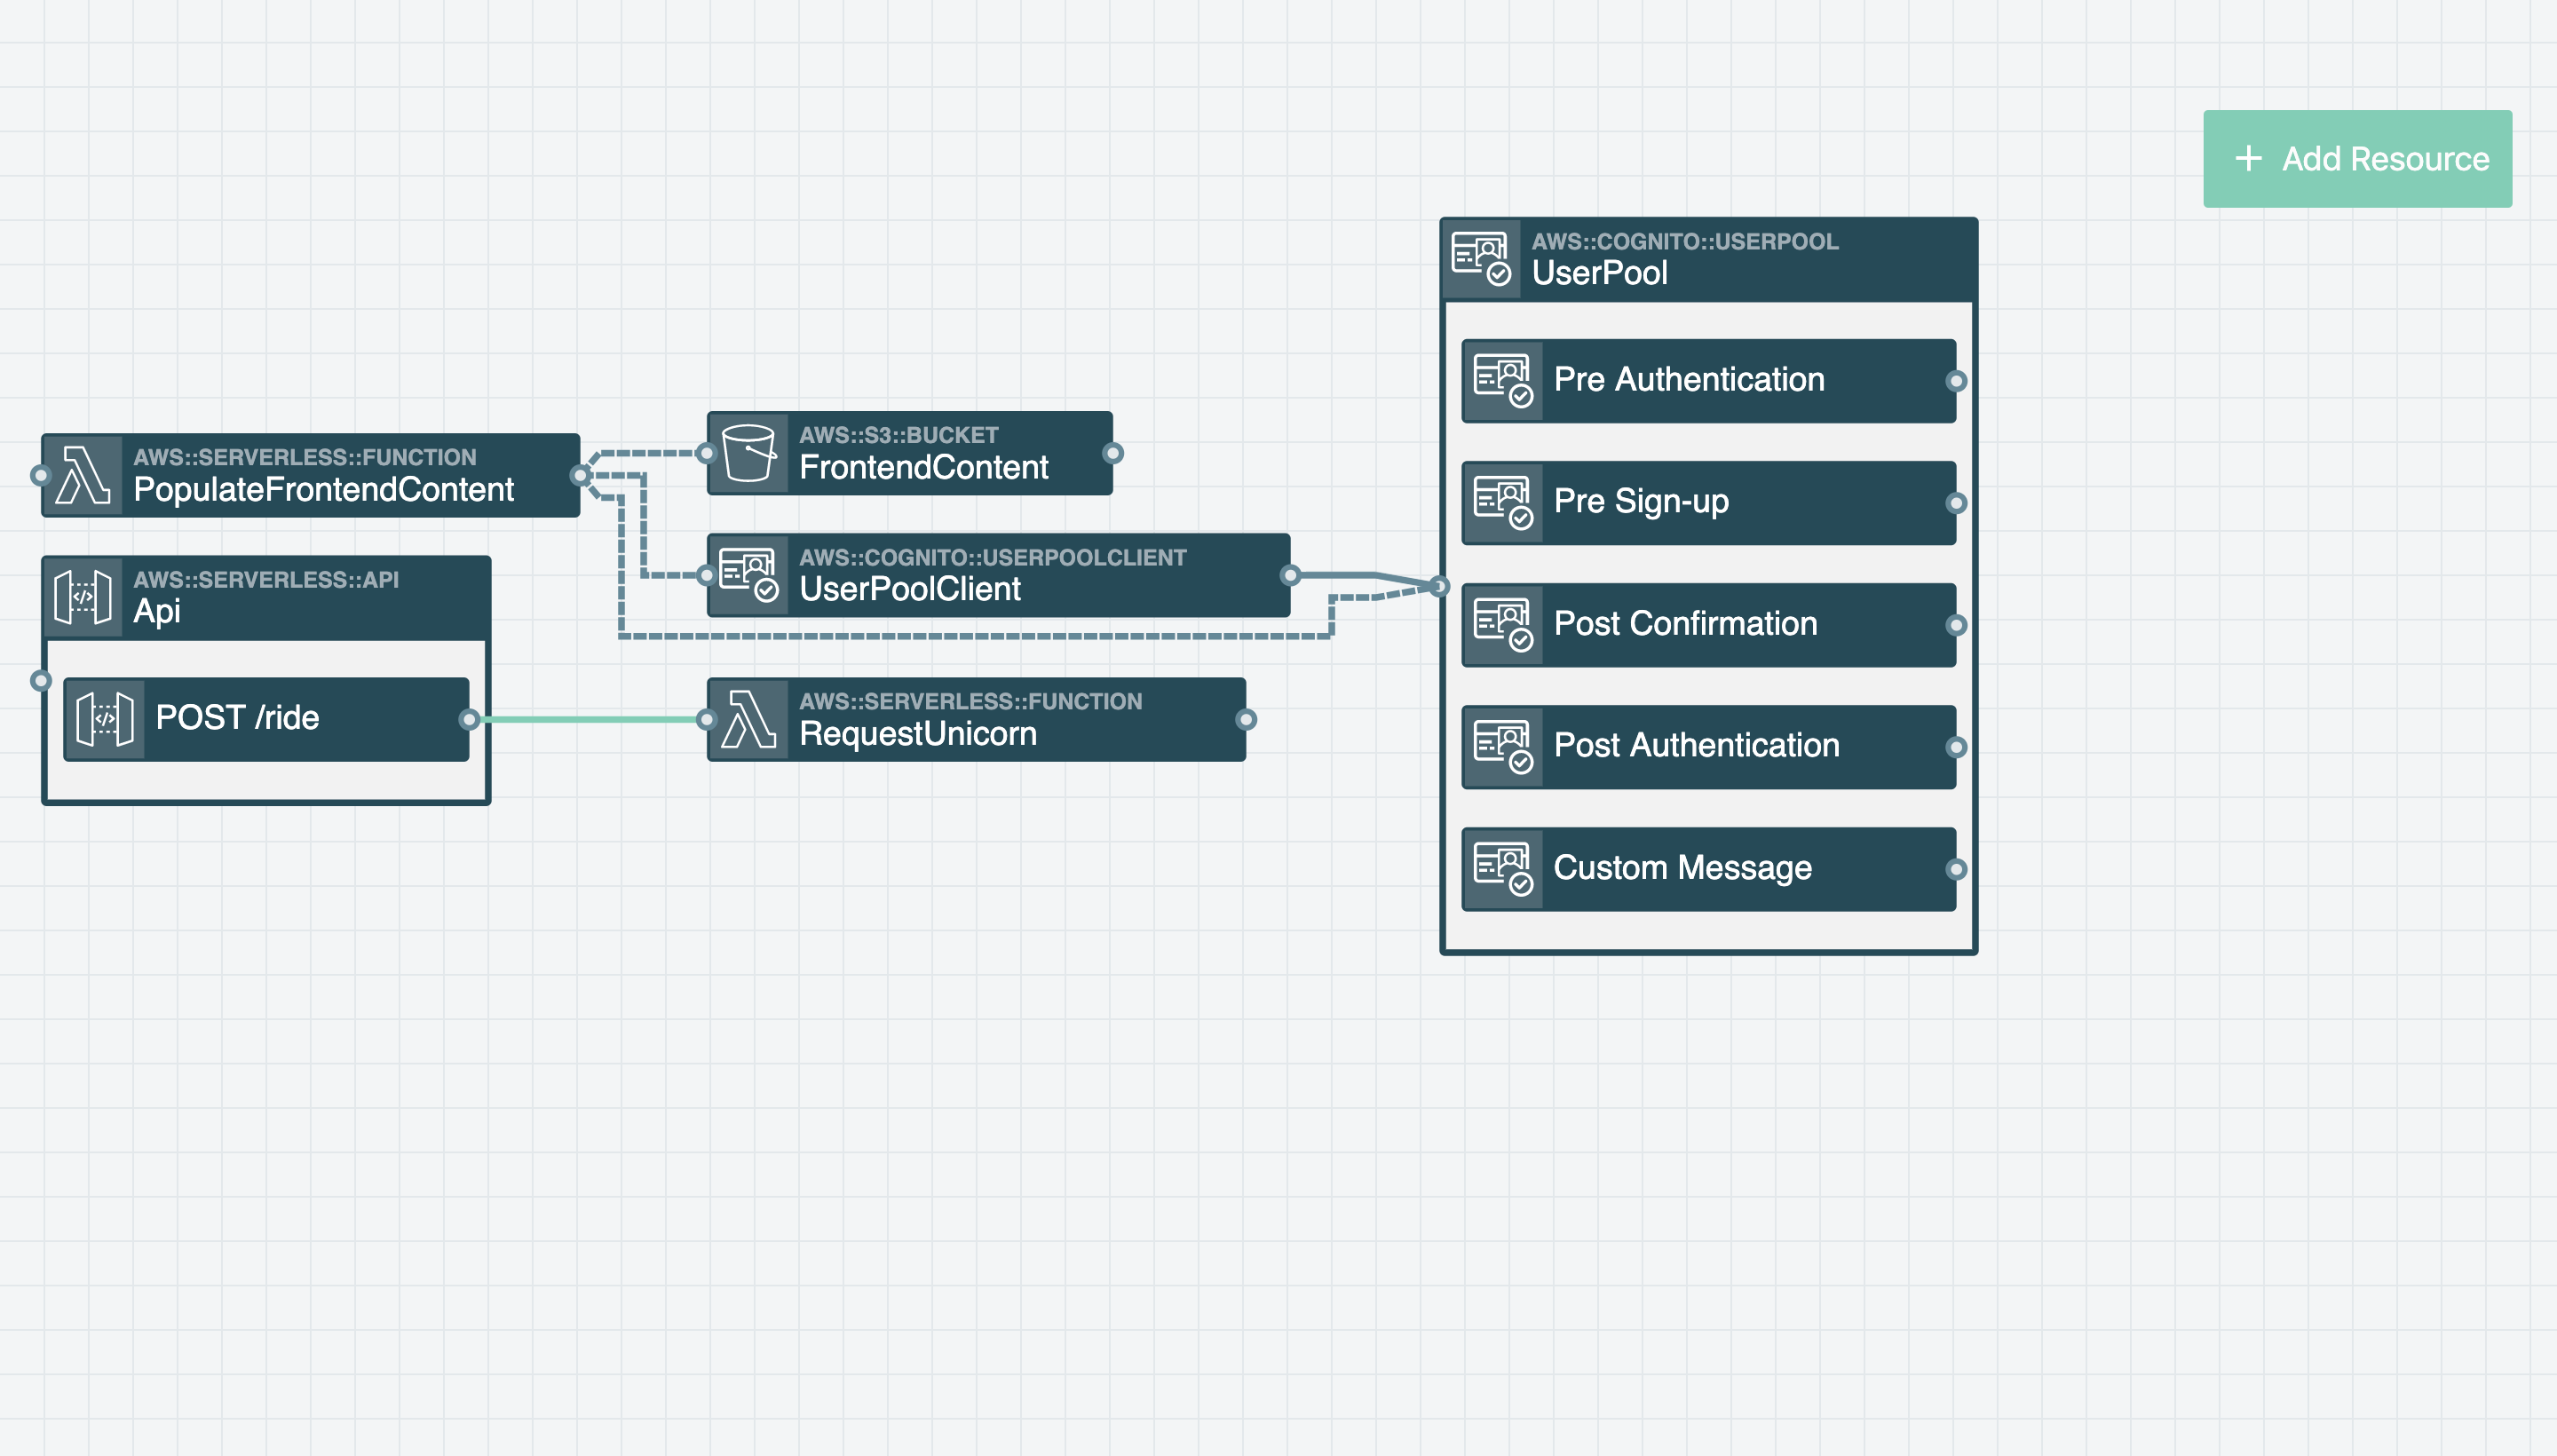 + Add Resource
AWS::COGNITO::USERPOOL
UserPool
Pre Authentication
Pre Sign-up
Post Confirmation
Post Authentication
Custom Message
AWS::SERVERLESS::FUNCTION
PopulateFrontendContent
AWS::S3::BUCKET
FrontendContent
AWS::COGNITO::USERPOOLCLIENT
UserPoolClient
AWS::SERVERLESS::API
Api
POST /ride
AWS::SERVERLESS::FUNCTION
RequestUnicorn